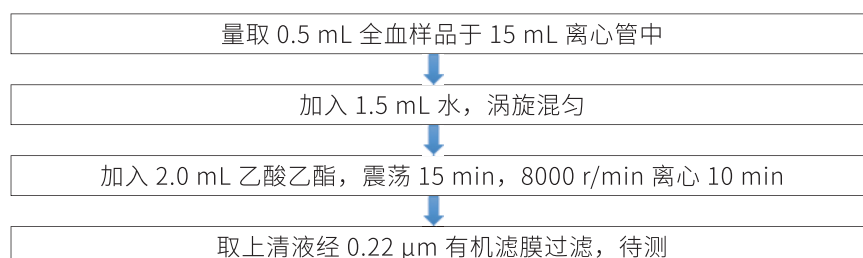 量取 0.5 mL 全血样品于 15 mL 离心管中
加入 1.5 mL 水，涡旋混匀
加入 2.0 mL 乙酸乙酯，震荡 15 min，8000 r/min 离心 10 min
取上清液经 0.22 μm 有机滤膜过滤，待测